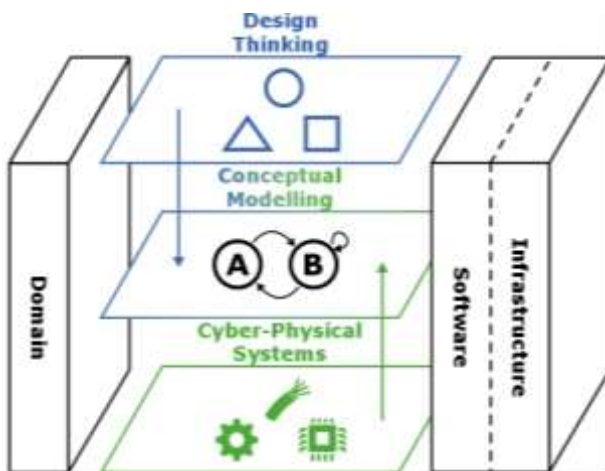 Design
Thinking
Conceptual
Modelling
A
B
Cyber-Physical
Systems
Domain
Software
Infrastructure